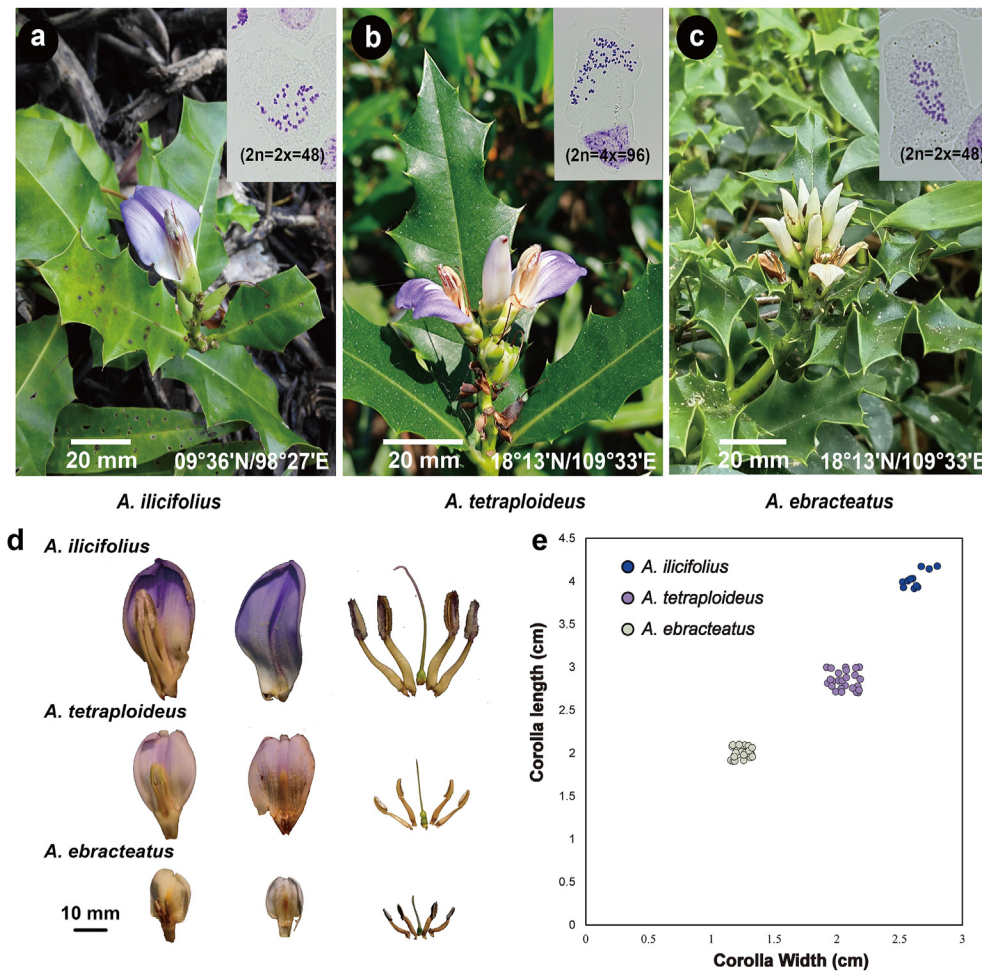 a
(2n=2x=48)
20 mm
09°36'N/98°27'E
A. ilicifolius
b
(2n=4x=96)
20 mm
18°13'N/109°33'E
A. tetraploideus
c
(2n=2x=48)
20 mm
18°13'N/109°33'E
A. ebracteatus
d
A. ilicifolius
A. tetraploideus
A. ebracteatus
10 mm
e
A. ilicifolius
A. tetraploideus
A. ebracteatus
Corolla length (cm)
4.5
4
3.5
3
2.5
2
1.5
1
0.5
0
0
0.5
1
1.5
2
2.5
3
Corolla Width (cm)